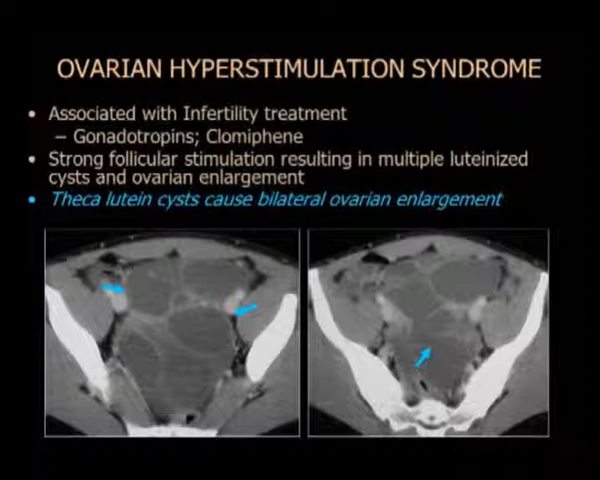 OVARIAN HYPERSTIMULATION SYNDROME
• Associated with Infertility treatment
– Gonadotropins; Clomiphene
• Strong follicular stimulation resulting in multiple luteinized
cysts and ovarian enlargement
• Theca lutein cysts cause bilateral ovarian enlargement